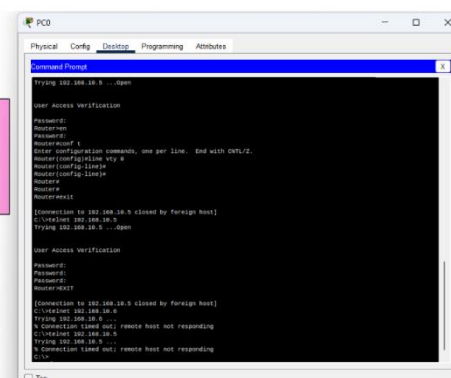 PC0
Physical Config Desktop Programming Attributes
Command Prompt
X
Trying 192.168.10.5 ...Open
User Access Verification
Password:
Router>en
Password:
Router#conf t
Enter configuration commands, one per line. End with CNTL/Z.
Router(config)#line vty 0
Router(config-line)#
Router(config-line)#
Router#
Router#
Router#exit
[Connection to 192.168.10.5 closed by foreign host]
C:\>telnet 192.168.10.5
Trying 192.168.10.5 ...Open
User Access Verification
Password:
Password:
Password:
Router>EXIT
[Connection to 192.168.10.5 closed by foreign host]
C:\>telnet 192.168.10.6
Trying 192.168.10.6 ...
% Connection timed out; remote host not responding
C:\>telnet 192.168.10.5
Trying 192.168.10.5 ...
% Connection timed out; remote host not responding
C:\>
Top